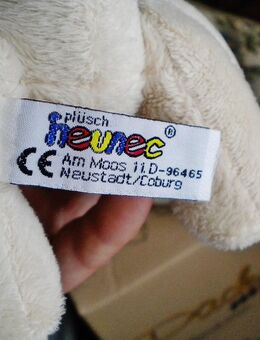 plüsch
heunec®
CE Am Moos 11, D-96465
Neustadt/Coburg